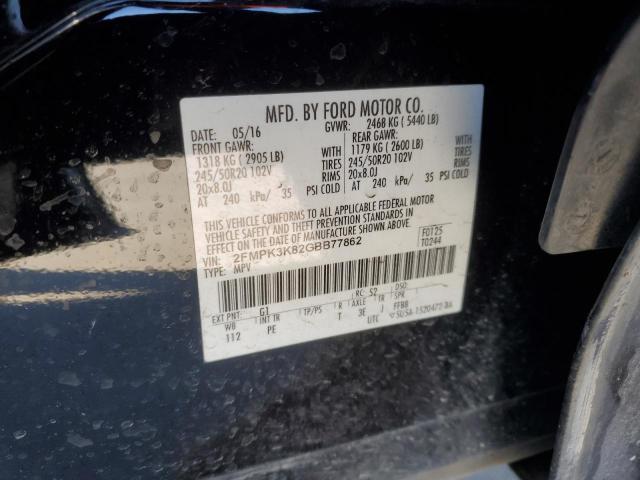 MFD. BY FORD MOTOR CO.
DATE: 05/16 GVWR: 2468 KG ( 5440 LB)
FRONT GAWR: REAR GAWR:
1318 KG ( 2905 LB) WITH 1179 KG ( 2600 LB) WITH
245/50R20 102V TIRES 245/50R20 102V TIRES
20x8.0J RIMS 20x8.0J RIMS
AT 240 kPa/ 35 PSI COLD AT 240 kPa/ 35 PSI COLD
THIS VEHICLE CONFORMS TO ALL APPLICABLE FEDERAL MOTOR
VEHICLE SAFETY AND THEFT PREVENTION STANDARDS IN
EFFECT ON THE DATE OF MANUFACTURE SHOWN ABOVE.
VIN: 2FMPK3K82GBB77862 F0T25
TYPE: MPV T0244
EXT PNT: G1 RC: 52 DSO:
WB INT TR TP/PS R AXLE TR SPR
112 PE T 3E J FFBB
UTC